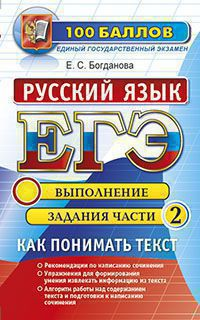 100 БАЛЛОВ
ЕДИНЫЙ ГОСУДАРСТВЕННЫЙ ЭКЗАМЕН
Е. С. Богданова
РУССКИЙ ЯЗЫК
ЕГЭ
ВЫПОЛНЕНИЕ
ЗАДАНИЯ ЧАСТИ 2
КАК ПОНИМАТЬ ТЕКСТ
• Рекомендации по написанию сочинения
• Упражнения для формирования
умения извлекать информацию из текста
• Алгоритм работы над содержанием
текста и подготовки к написанию
сочинения